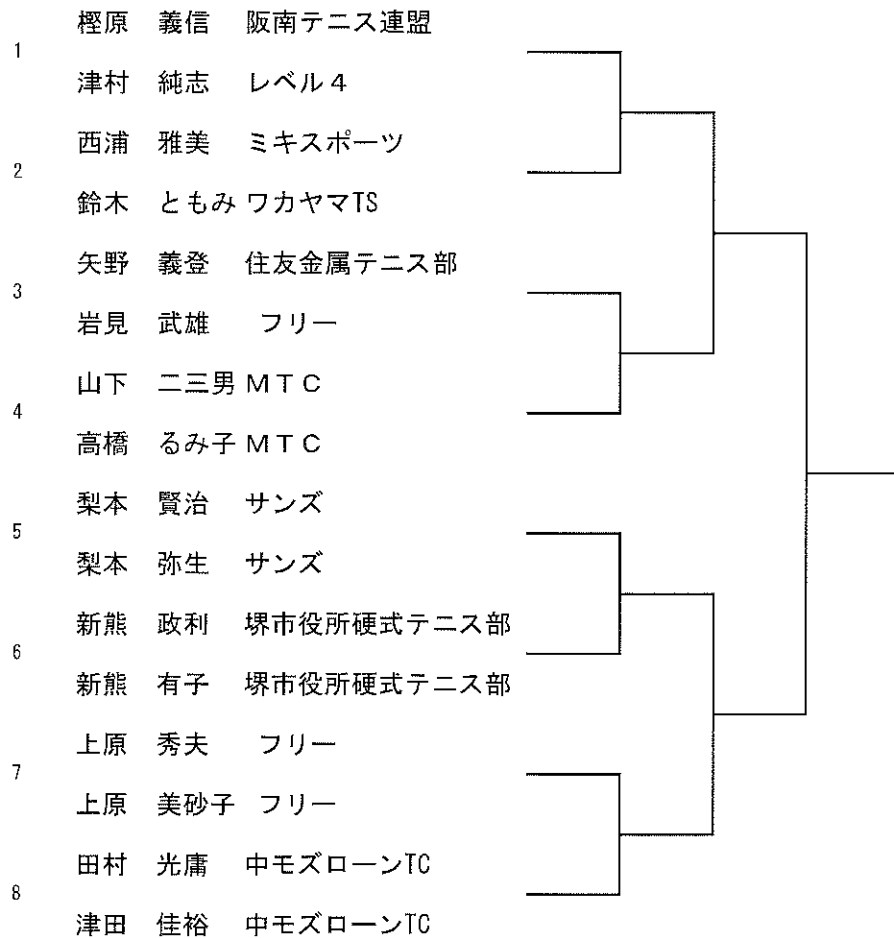 樫原 義信 阪南テニス連盟
1
津村 純志 レベル４
西浦 雅美 ミキスポーツ
2
鈴木 ともみ ワカヤマTS
矢野 義登 住友金属テニス部
3
岩見 武雄 フリー
山下 二三男 ＭＴＣ
4
高橋 るみ子 ＭＴＣ
梨本 賢治 サンズ
5
梨本 弥生 サンズ
新熊 政利 堺市役所硬式テニス部
6
新熊 有子 堺市役所硬式テニス部
上原 秀夫 フリー
7
上原 美砂子 フリー
田村 光庸 中モズローンTC
8
津田 佳裕 中モズローンTC